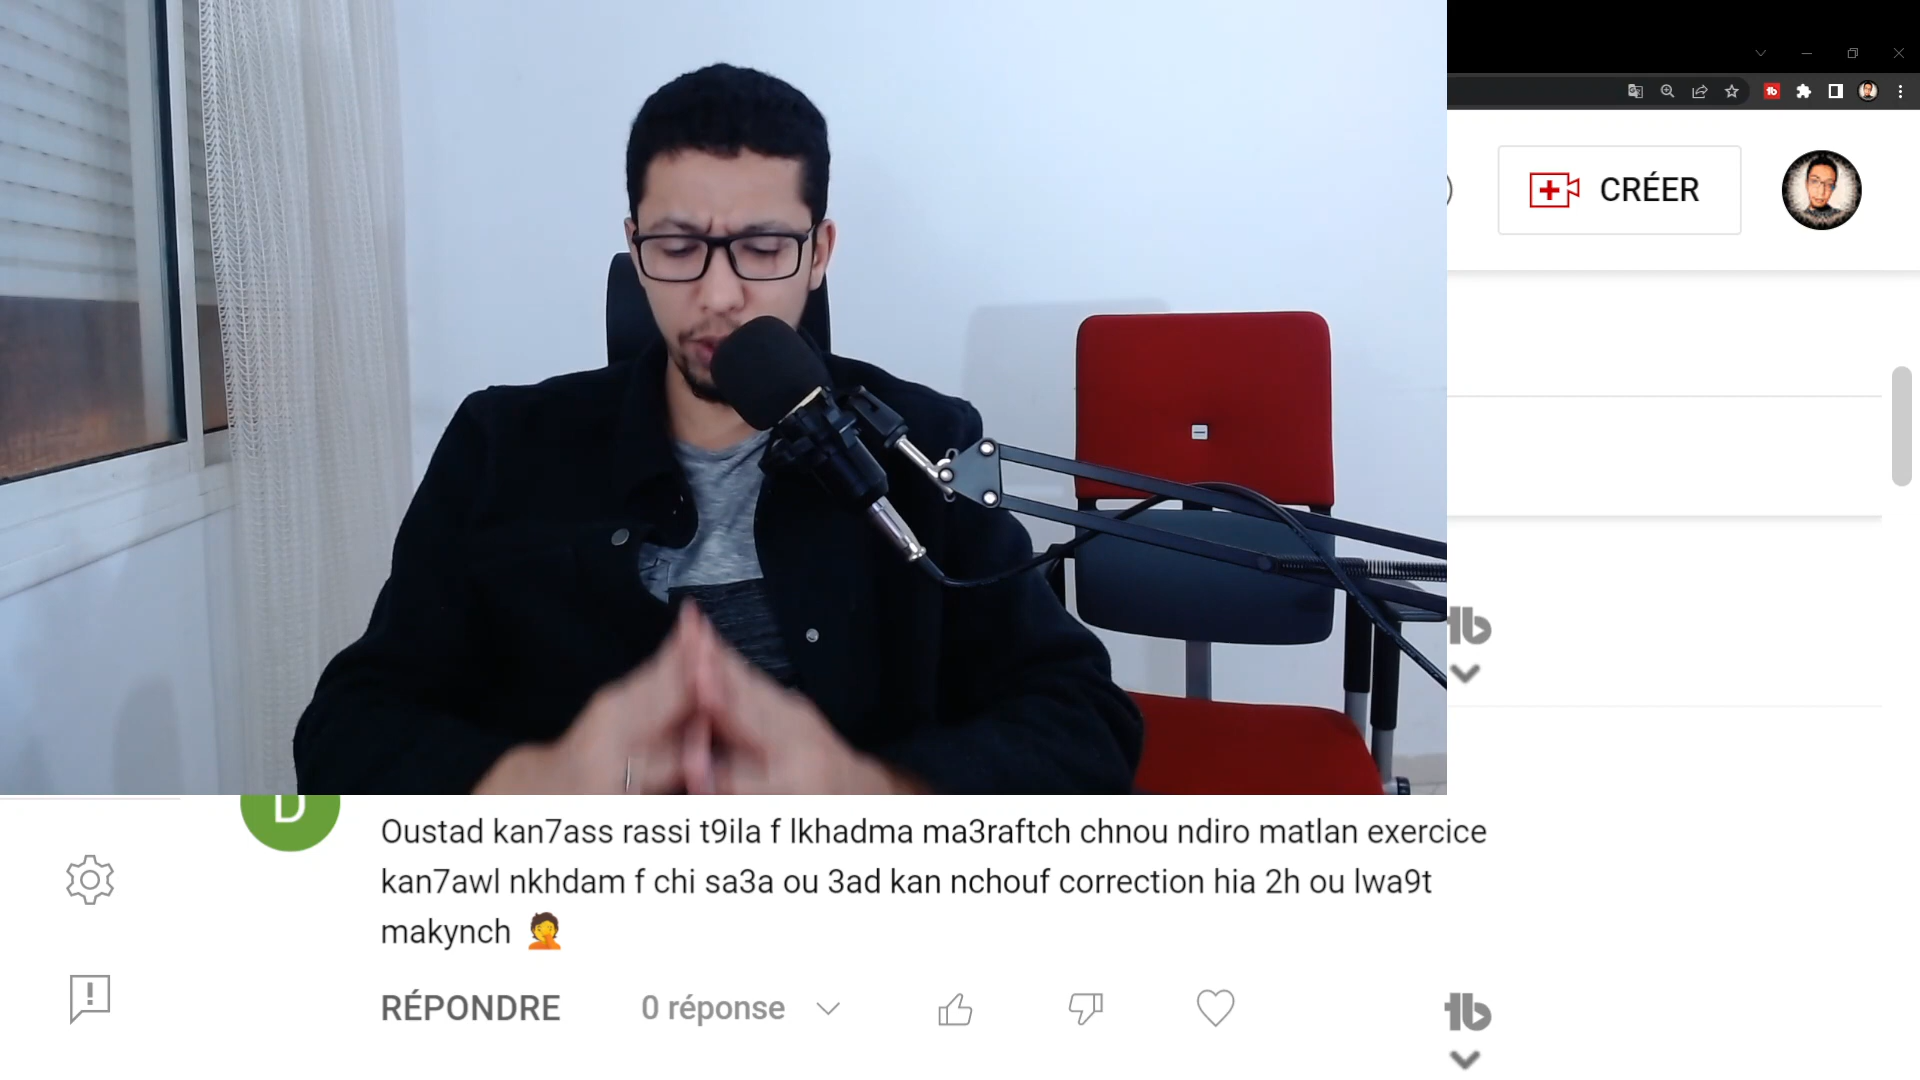 CRÉER
D
Oustad kan7ass rassi t9ila f lkhadma ma3raftch chnou ndiro matlan exercice
kan7awl nkhdam f chi sa3a ou 3ad kan nchouf correction hia 2h ou lwa9t
makynch 🤦
RÉPONDRE 0 réponse